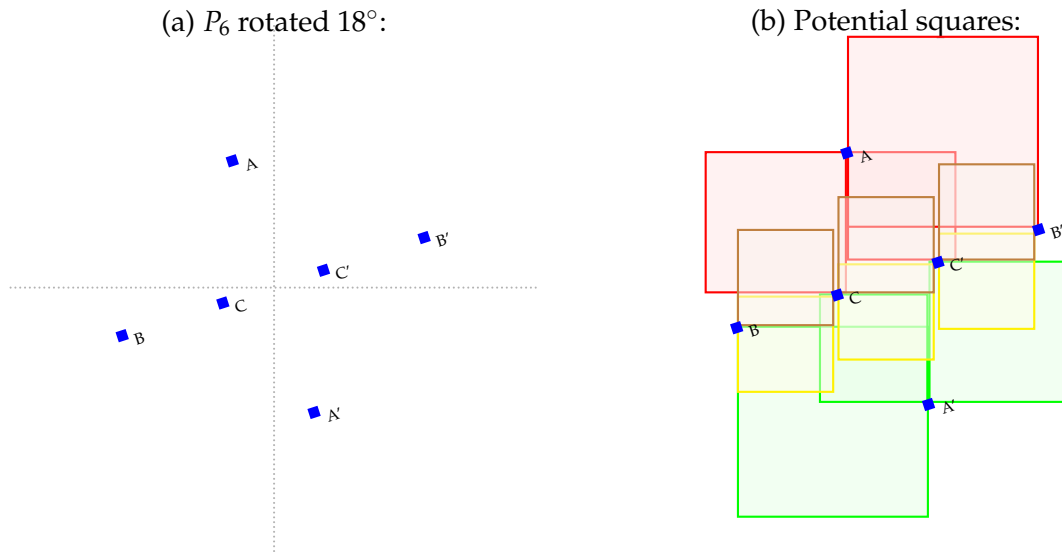 (a) P₆ rotated 18°:
A
B′
C′
C
B
A′
(b) Potential squares:
A
B′
C′
C
B
A′